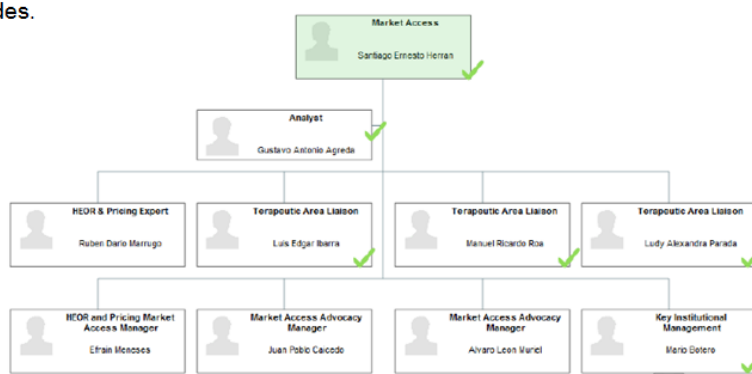 des.
Market Access
Santiago Ernesto Herran
Analyst
Gustavo Antonio Agreda
HEOR & Pricing Expert
Ruben Dario Marrugo
Terapeutic Area Liaison
Luis Edgar Ibarra
Terapeutic Area Liaison
Manuel Ricardo Roa
Terapeutic Area Liaison
Ludy Alexandra Parada
HEOR and Pricing Market
Access Manager
Efrain Meneses
Market Access Advocacy
Manager
Juan Pablo Caicedo
Market Access Advocacy
Manager
Alvaro Leon Muriel
Key Institutional
Management
Mario Botero